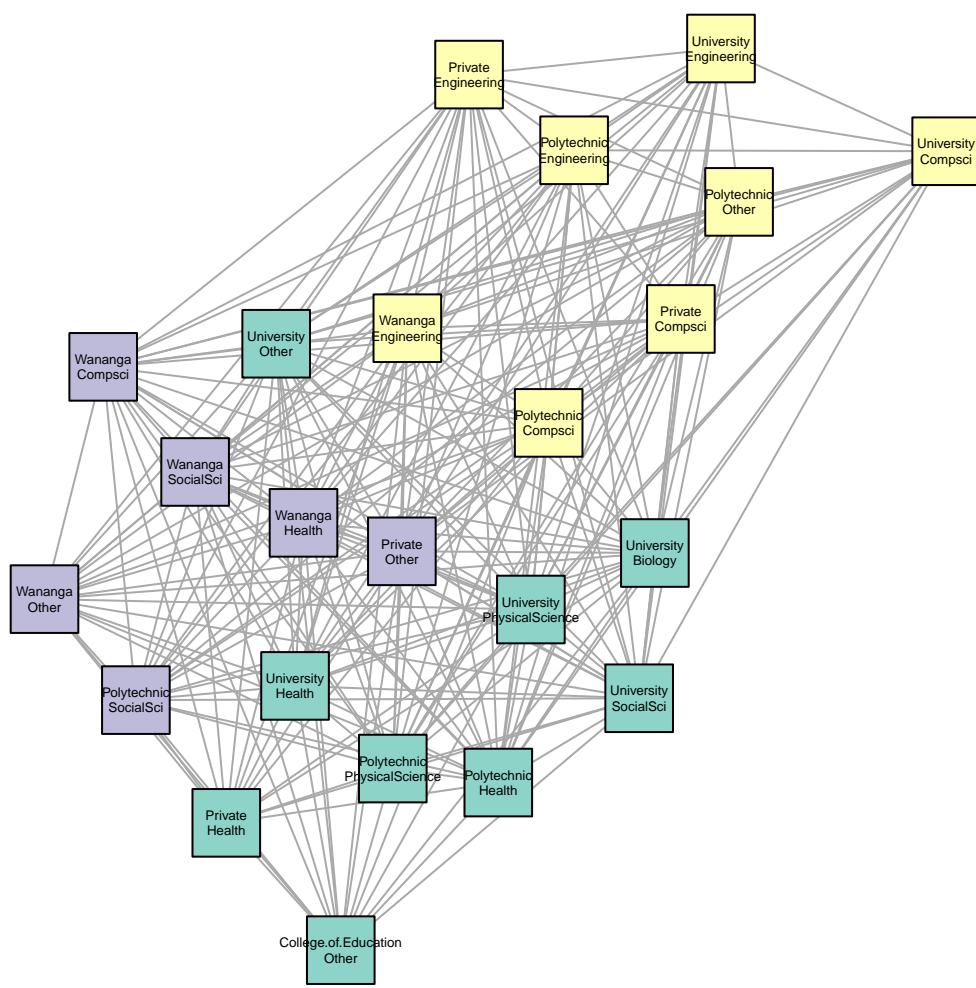 University
Engineering
Private
Engineering
Polytechnic
Engineering
University
Compsci
Polytechnic
Other
Private
Compsci
Wananga
Engineering
University
Other
Wananga
Compsci
Polytechnic
Compsci
Wananga
SocialSci
Wananga
Health
Private
Other
University
Biology
Wananga
Other
University
PhysicalScience
University
Health
Polytechnic
SocialSci
University
SocialSci
Polytechnic
PhysicalScience
Polytechnic
Health
Private
Health
College.of.Education
Other